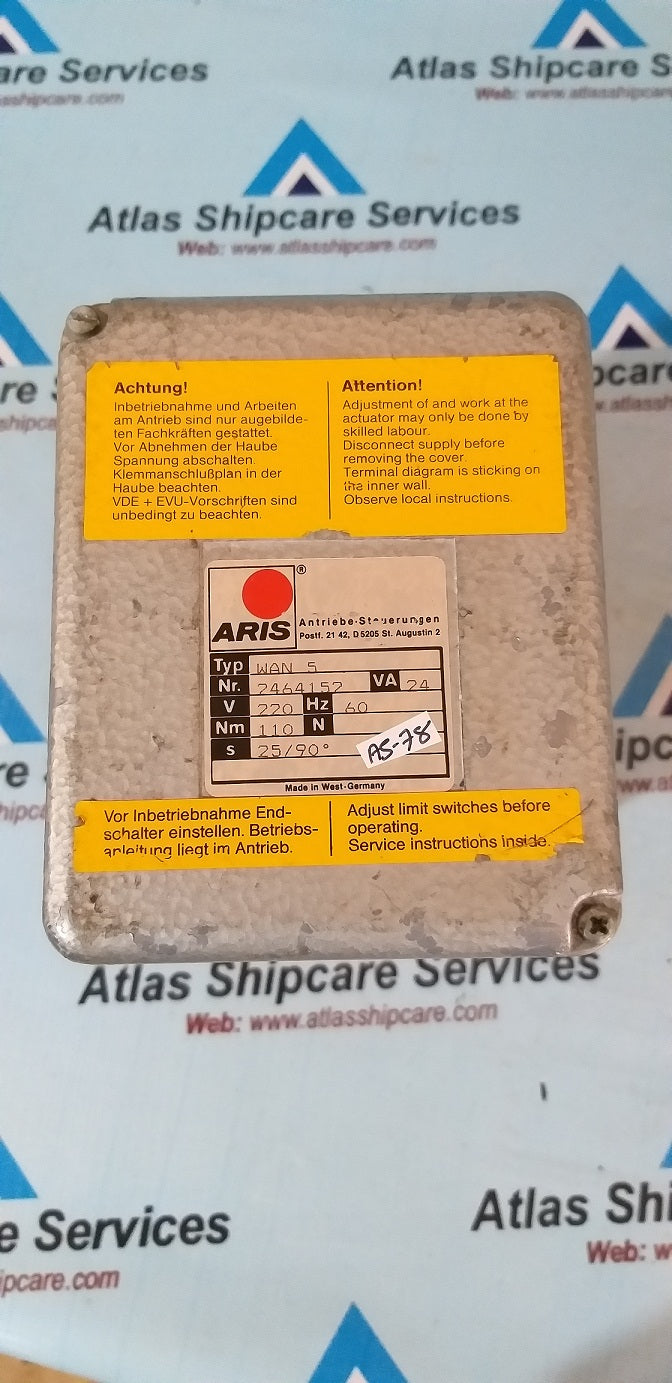 are Services
Atlas Shipcare S
Atlas Shipcare Services
Web: www.atlasshipcare.com
Achtung!
Inbetriebnahme und Arbeiten
am Antrieb sind nur augebilde-
ten Fachkräften gestattet.
Vor Abnehmen der Haube
Spannung abschalten.
Klemmanschlußplan in der
Haube beachten.
VDE + EVU-Vorschriften sind
unbedingt zu beachten.
Attention!
Adjustment of and work at the
actuator may only be done by
skilled labour.
Disconnect supply before
removing the cover.
Terminal diagram is sticking on
the inner wall.
Observe local instructions.
ARIS ®
Antriebe-Steuerungen
Postf. 21 42, D 5205 St. Augustin 2
Typ WAN 5
Nr. 2464152 VA 24
V 220 Hz 60
Nm 110 N
s 25/90°
AS-78
Made in West-Germany
Vor Inbetriebnahme End-
schalter einstellen. Betriebs-
anleitung liegt im Antrieb.
Adjust limit switches before
operating.
Service instructions inside.
Atlas Shipcare Services
Web: www.atlasshipcare.com
e Services
ipcare.com
Atlas Shi
Web: w